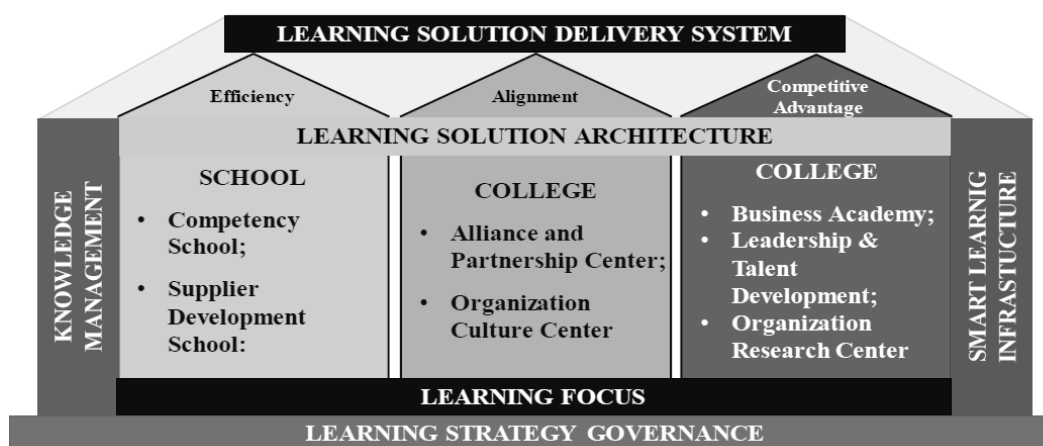 LEARNING SOLUTION DELIVERY SYSTEM
Efficiency
Alignment
Competitive
Advantage
LEARNING SOLUTION ARCHITECTURE
KNOWLEDGE
MANAGEMENT
SCHOOL
• Competency
School;
• Supplier
Development
School:
COLLEGE
• Alliance and
Partnership Center;
• Organization
Culture Center
COLLEGE
• Business Academy;
• Leadership &
Talent
Development;
• Organization
Research Center
SMART LEARNIG
INFRASTUCTURE
LEARNING FOCUS
LEARNING STRATEGY GOVERNANCE